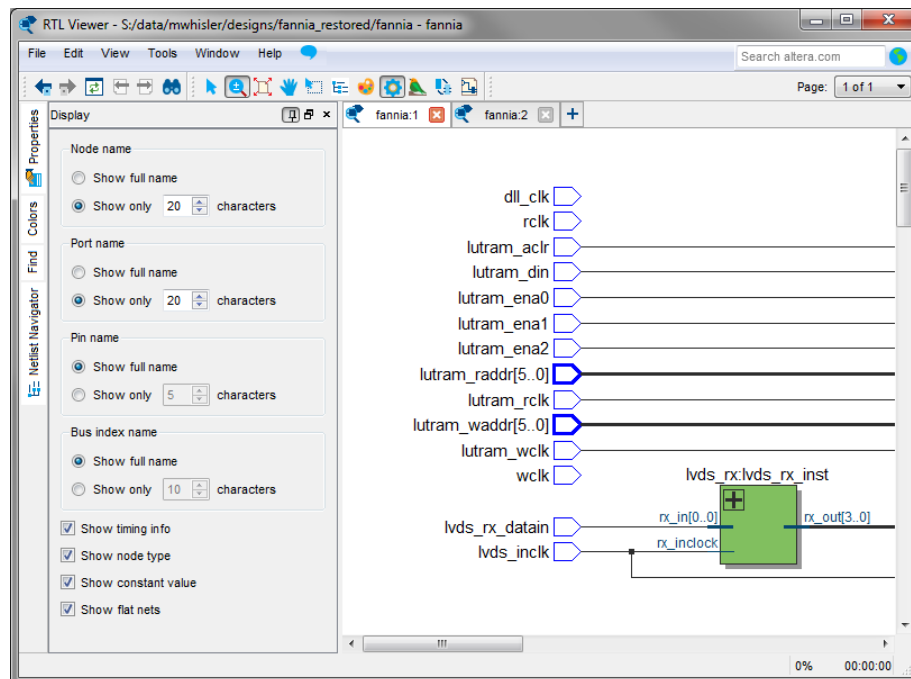 RTL Viewer - S:/data/mwhisler/designs/fannia_restored/fannia - fannia
File Edit View Tools Window Help
Search altera.com
Page: 1 of 1
Properties
Colors
Find
Netlist Navigator
Display
Node name
Show full name
Show only 20 characters
Port name
Show full name
Show only 20 characters
Pin name
Show full name
Show only 5 characters
Bus index name
Show full name
Show only 10 characters
Show timing info
Show node type
Show constant value
Show flat nets
fannia:1 fannia:2
dll_clk
rclk
lutram_aclr
lutram_din
lutram_ena0
lutram_ena1
lutram_ena2
lutram_raddr[5..0]
lutram_rclk
lutram_waddr[5..0]
lutram_wclk
wclk
lvds_rx:lvds_rx_inst
lvds_rx_datain rx_in[0..0] rx_out[3..0]
lvds_inclk rx_inclock
0% 00:00:00